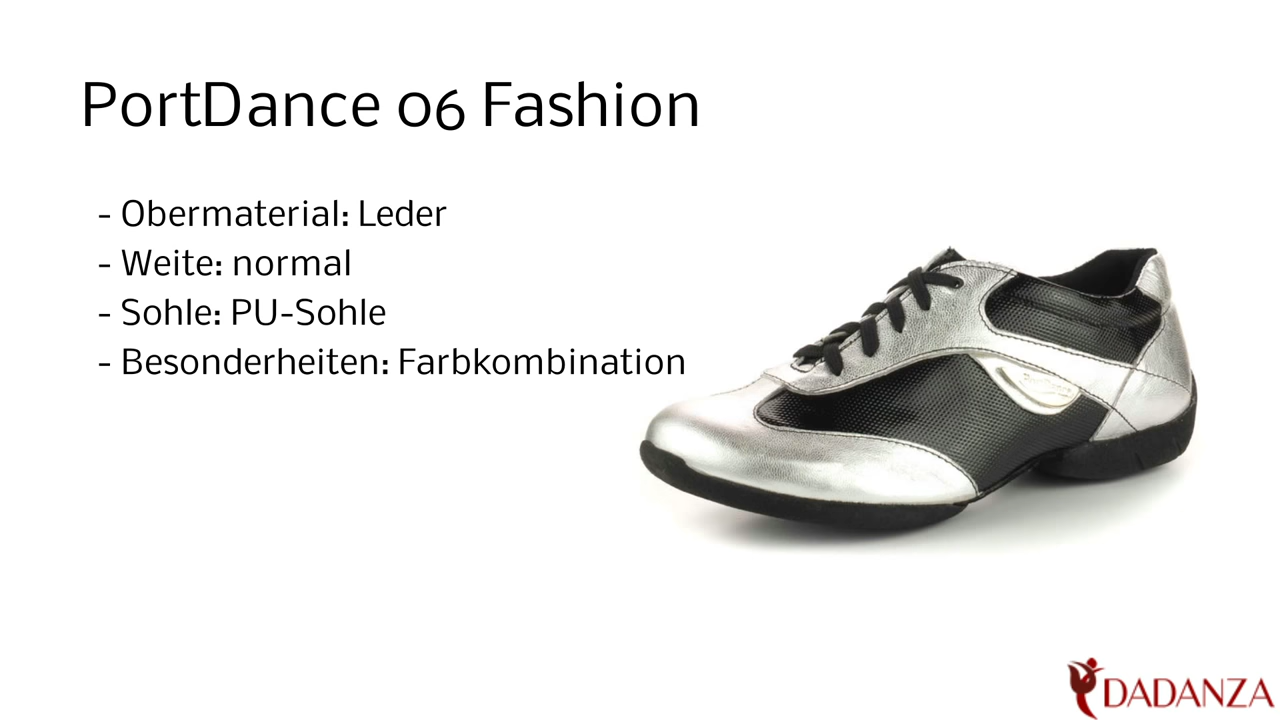 PortDance 06 Fashion
- Obermaterial: Leder
- Weite: normal
- Sohle: PU-Sohle
- Besonderheiten: Farbkombination
DADANZA